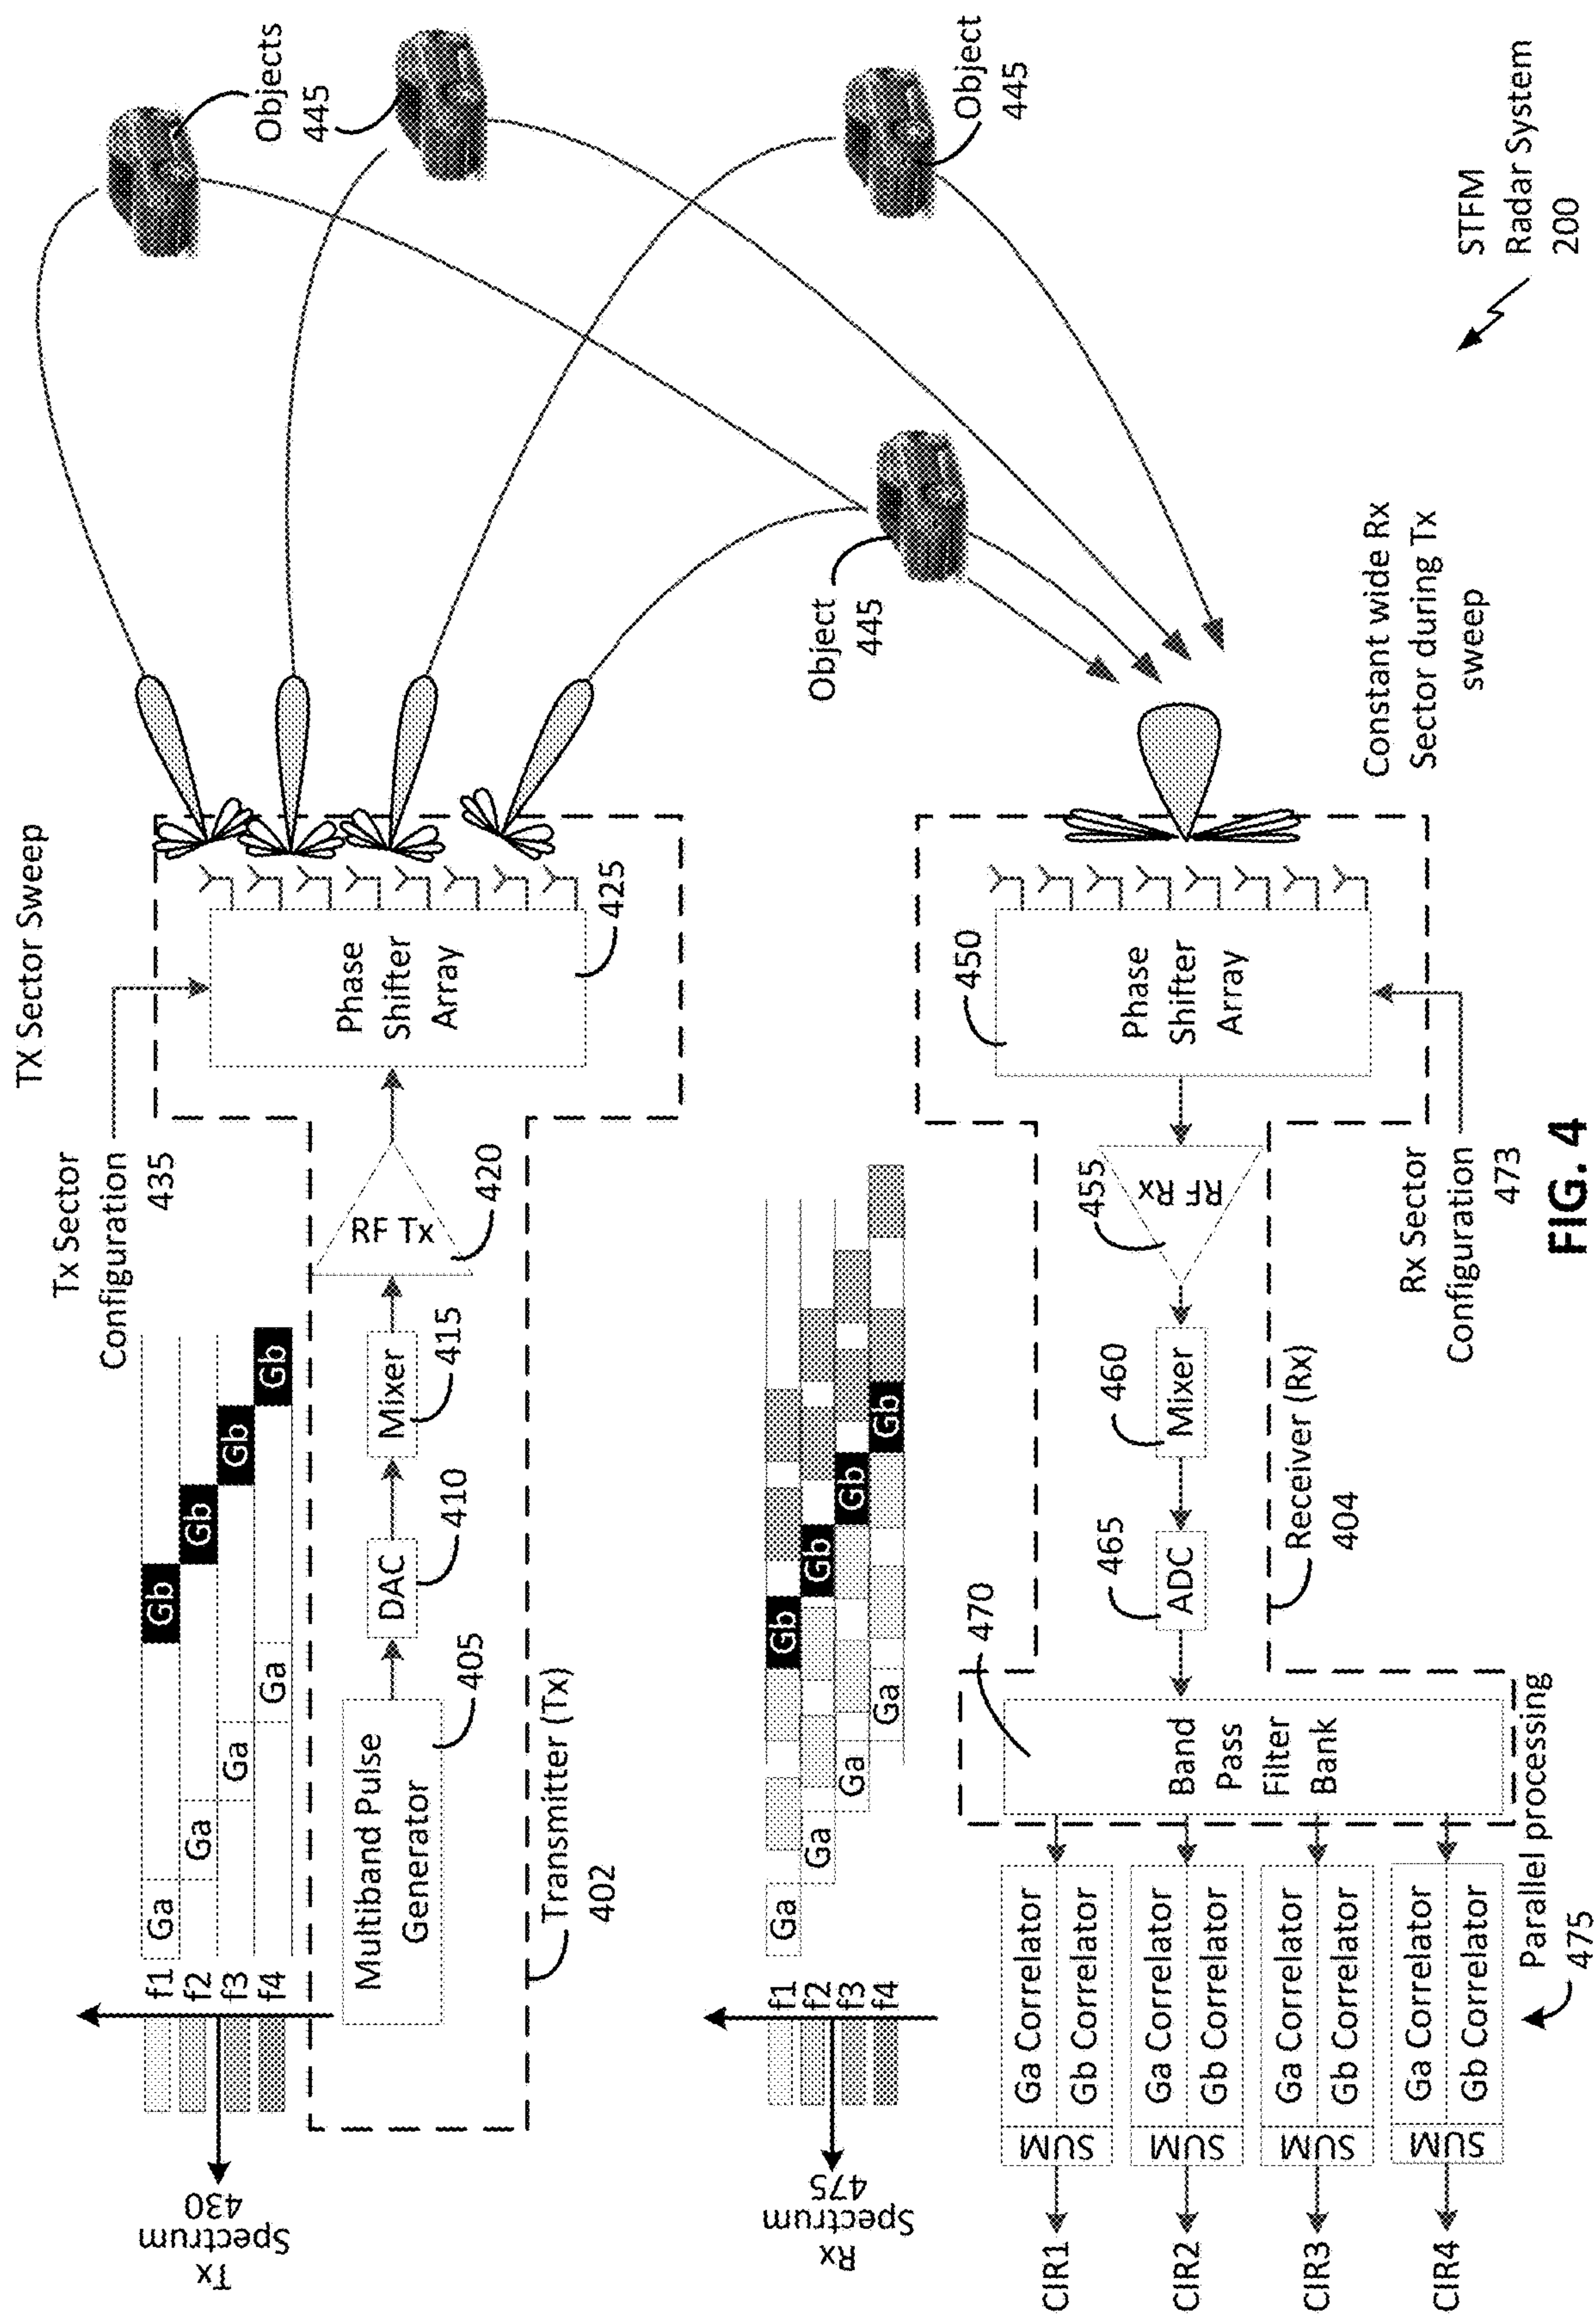 TX Sector Sweep
Tx Sector
Configuration
435
Tx
Spectrum
430
f1
f2
f3
f4
Ga
Ga
Ga
Ga
Gb
Gb
Gb
Gb
Multiband Pulse
Generator
405
DAC
410
Mixer
415
RF Tx
420
Phase
Shifter
Array
425
Transmitter (Tx)
402
Objects
445
Object
445
Object
445
Rx
Spectrum
475
f1
f2
f3
f4
Ga
Ga
Ga
Ga
Gb
Gb
Gb
Gb
Phase
Shifter
Array
450
RF
Rx
455
Mixer
460
ADC
465
Band
Pass
Filter
Bank
470
Receiver (Rx)
404
Rx Sector
Configuration
473
Constant wide Rx
Sector during Tx
sweep
Ga Correlator
Gb Correlator
SUM
CIR1
Ga Correlator
Gb Correlator
SUM
CIR2
Ga Correlator
Gb Correlator
SUM
CIR3
Ga Correlator
Gb Correlator
SUM
CIR4
Parallel processing
475
STFM
Radar System
200
FIG. 4